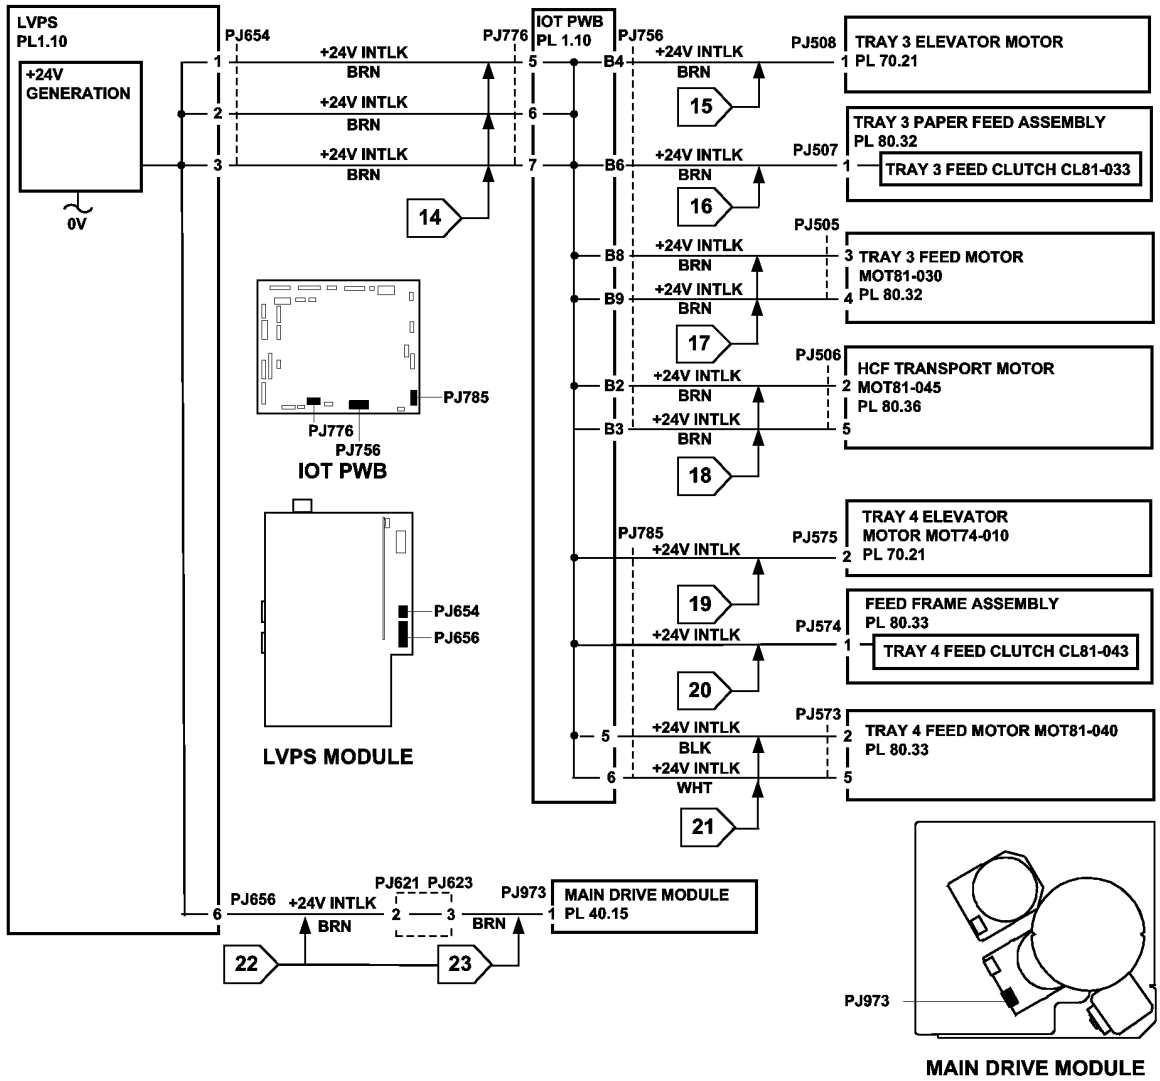 LVPS
PL1.10
+24V
GENERATION
0V
PJ654
1
2
3
+24V INTLK
BRN
+24V INTLK
BRN
+24V INTLK
BRN
14
PJ776
5
6
7
IOT PWB
PL 1.10
PJ756
B4
+24V INTLK
BRN
15
PJ508
1
TRAY 3 ELEVATOR MOTOR
PL 70.21
B6
+24V INTLK
BRN
16
PJ507
1
TRAY 3 PAPER FEED ASSEMBLY
PL 80.32
TRAY 3 FEED CLUTCH CL81-033
B8
+24V INTLK
BRN
B9
+24V INTLK
BRN
17
PJ505
3
4
TRAY 3 FEED MOTOR
MOT81-030
PL 80.32
B2
+24V INTLK
BRN
B3
+24V INTLK
BRN
18
PJ506
2
5
HCF TRANSPORT MOTOR
MOT81-045
PL 80.36
PJ785
PJ776
PJ756
IOT PWB
PJ654
PJ656
LVPS MODULE
PJ785
+24V INTLK
19
PJ575
2
TRAY 4 ELEVATOR
MOTOR MOT74-010
PL 70.21
+24V INTLK
20
PJ574
1
FEED FRAME ASSEMBLY
PL 80.33
TRAY 4 FEED CLUTCH CL81-043
5
+24V INTLK
BLK
6
+24V INTLK
WHT
21
PJ573
2
5
TRAY 4 FEED MOTOR MOT81-040
PL 80.33
6
PJ656
+24V INTLK
BRN
22
PJ621
PJ623
2
3
BRN
23
PJ973
1
MAIN DRIVE MODULE
PL 40.15
PJ973
MAIN DRIVE MODULE